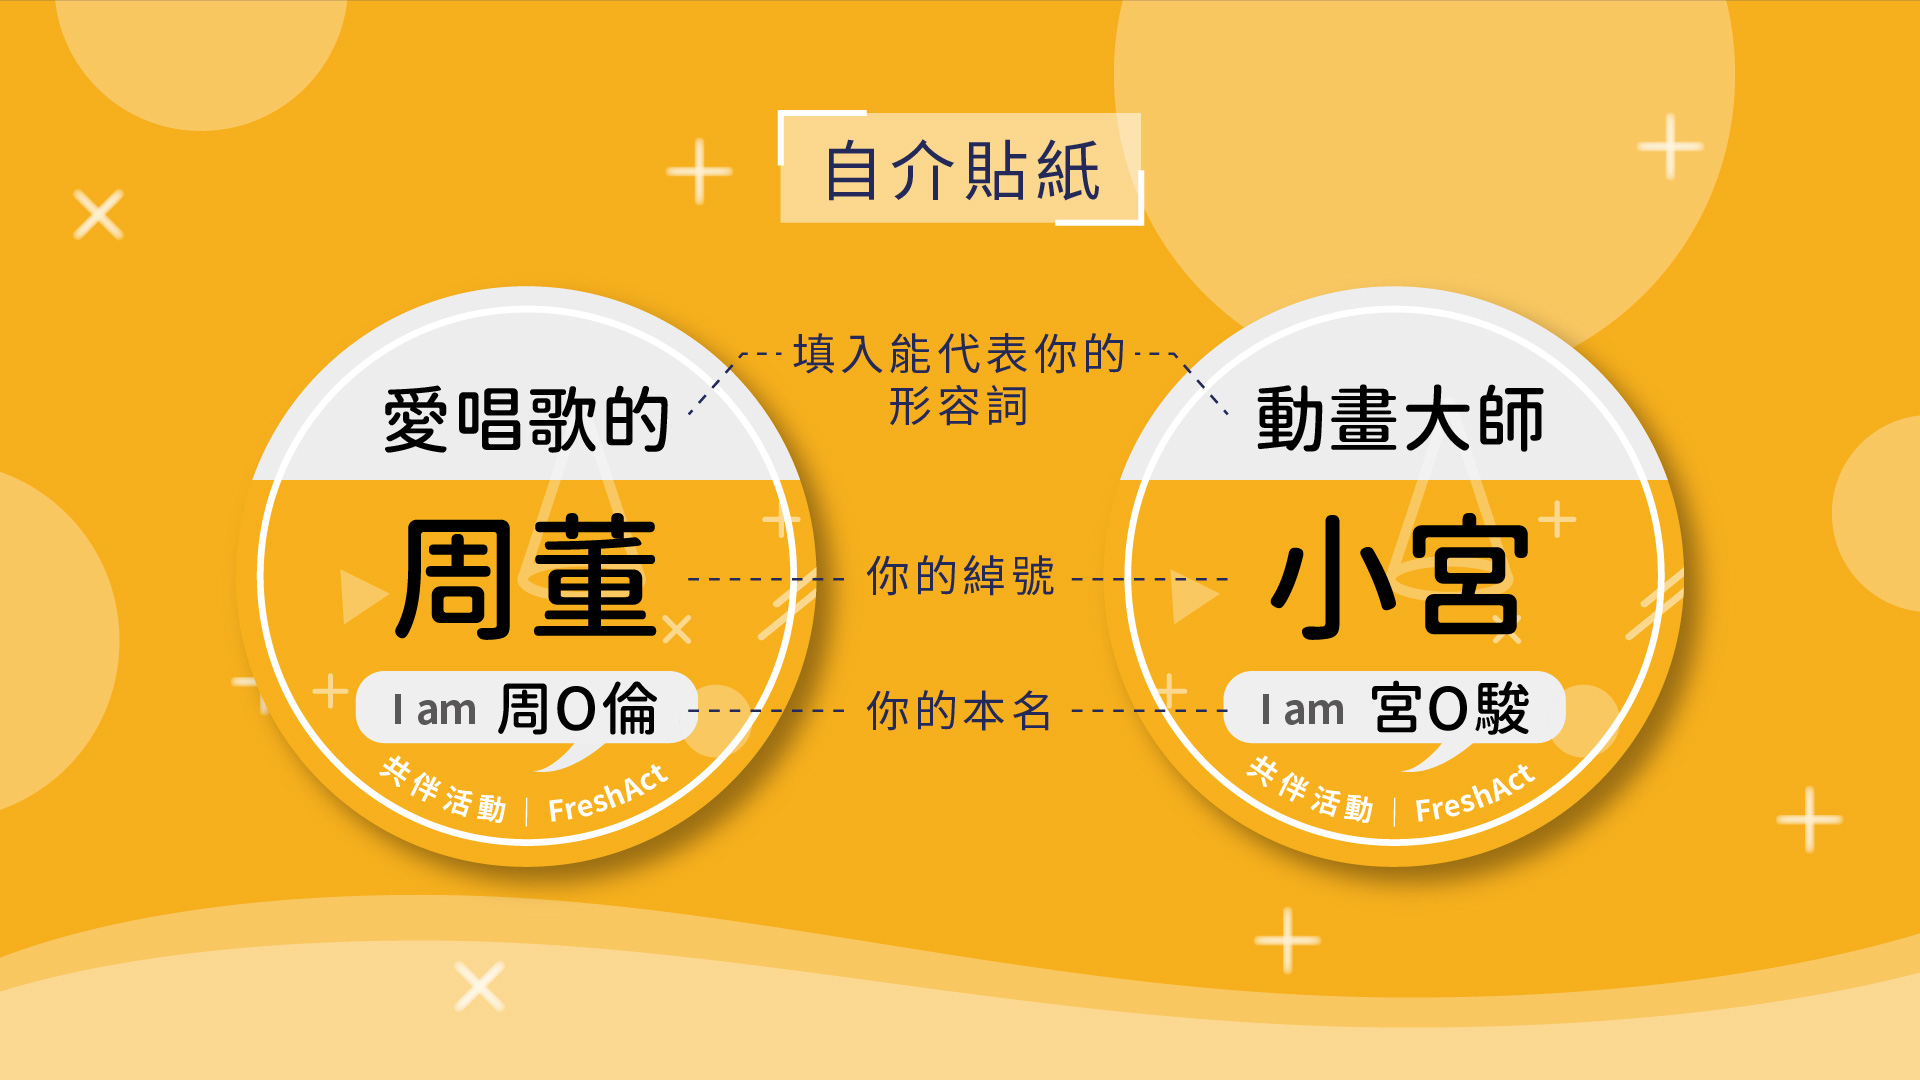 自介貼紙
愛唱歌的
周董
I am 周O倫
共伴活動 | FreshAct
填入能代表你的
形容詞
你的綽號
你的本名
動畫大師
小宮
I am 宮O駿
共伴活動 | FreshAct